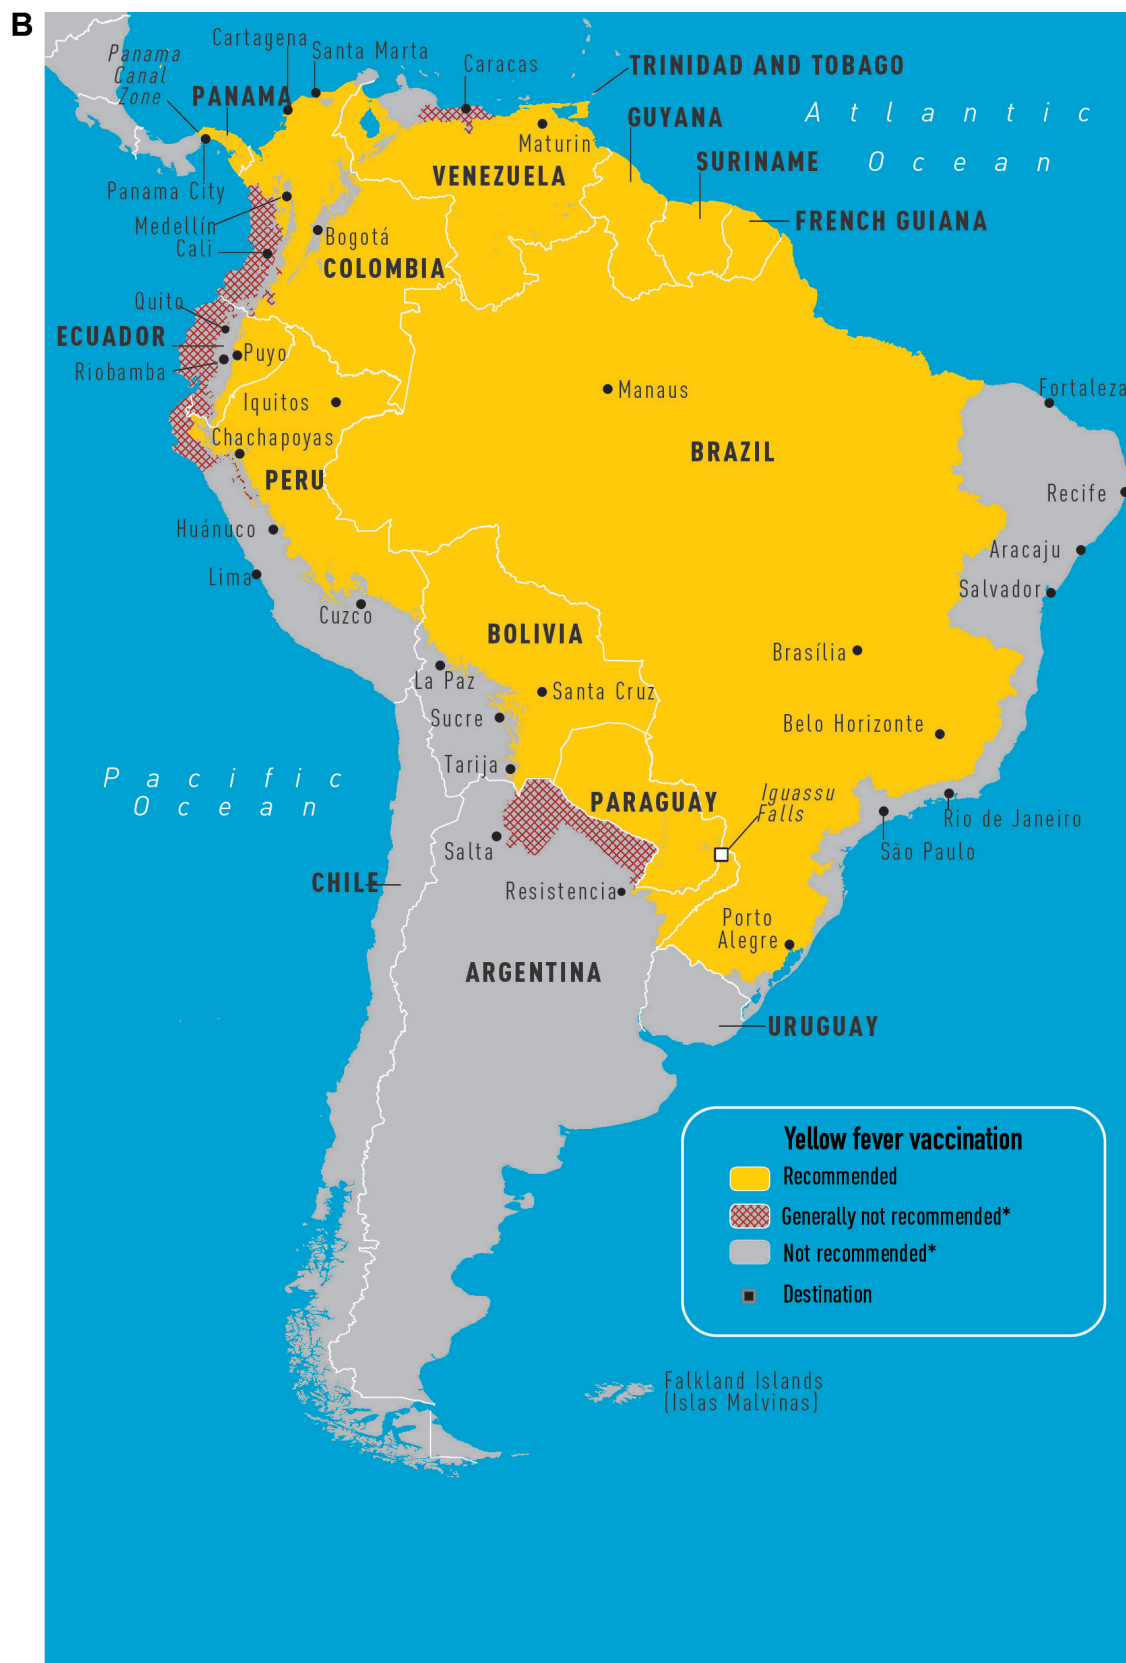 B
Cartagena
Santa Marta
Panama
Canal
Zone
Caracas
TRINIDAD AND TOBAGO
PANAMA
Atlantic
Ocean
GUYANA
Maturin
SURINAME
VENEZUELA
Panama City
FRENCH GUIANA
Medellín
Cali
Bogotá
COLOMBIA
Quito
ECUADOR
Puyo
Riobamba
Manaus
Fortaleza
Iquitos
Chachapoyas
BRAZIL
PERU
Recife
Huánuco
Aracaju
Lima
Salvador
Cuzco
BOLIVIA
Brasília
La Paz
Santa Cruz
Sucre
Belo Horizonte
Tarija
Pacific
Ocean
PARAGUAY
Iguassu
Falls
Rio de Janeiro
Salta
São Paulo
CHILE
Resistencia
Porto
Alegre
ARGENTINA
URUGUAY
Yellow fever vaccination
Recommended
Generally not recommended*
Not recommended*
Destination
Falkland Islands
(Islas Malvinas)